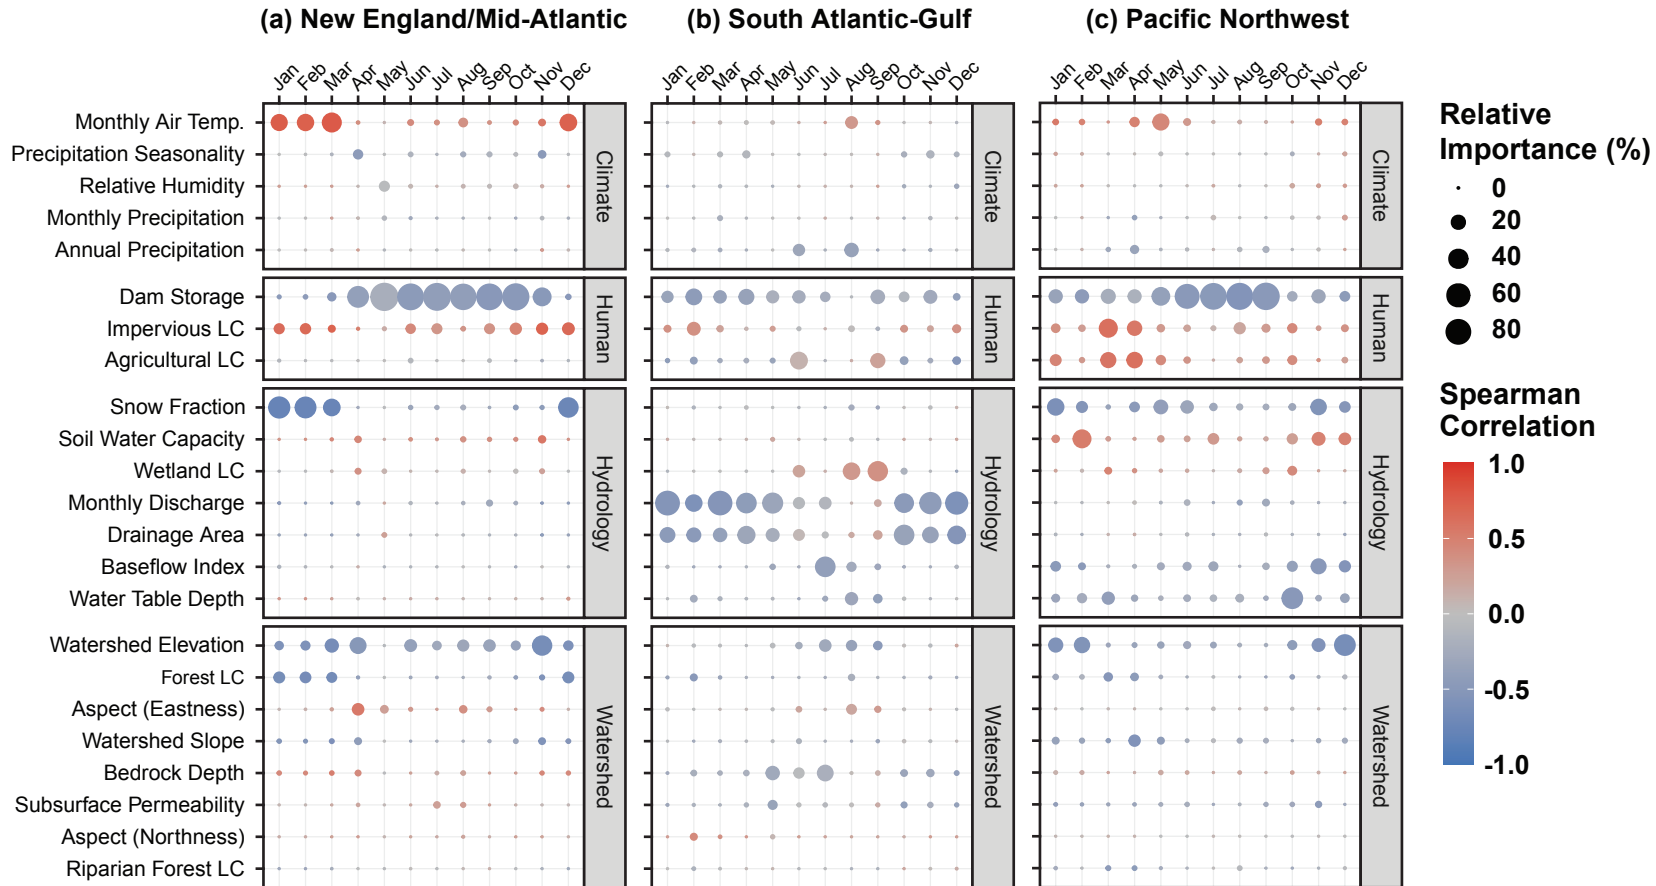 (a) New England/Mid-Atlantic (b) South Atlantic-Gulf (c) Pacific Northwest
Jan Feb Mar Apr May Jun Jul Aug Sep Oct Nov Dec Jan Feb Mar Apr May Jun Jul Aug Sep Oct Nov Dec Jan Feb Mar Apr May Jun Jul Aug Sep Oct Nov Dec
Monthly Air Temp.
Precipitation Seasonality
Relative Humidity
Monthly Precipitation
Annual Precipitation
Climate Climate Climate
Dam Storage
Impervious LC
Agricultural LC
Human Human Human
Snow Fraction
Soil Water Capacity
Wetland LC
Monthly Discharge
Drainage Area
Baseflow Index
Water Table Depth
Hydrology Hydrology Hydrology
Watershed Elevation
Forest LC
Aspect (Eastness)
Watershed Slope
Bedrock Depth
Subsurface Permeability
Aspect (Northness)
Riparian Forest LC
Watershed Watershed Watershed
Relative
Importance (%)
0
20
40
60
80
Spearman
Correlation
1.0
0.5
0.0
-0.5
-1.0